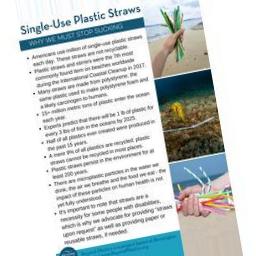 Single-Use Plastic Straws
WHY WE MUST STOP SUCKING
• Americans use million of single-use plastic straws
each day. These straws are not recyclable.
• Plastic straws and stirrers were the 7th most
commonly found item on beaches worldwide
during the International Coastal Cleanup in 2017.
• Many straws are made from polystyrene, the
same plastic used to make polystyrene foam and
a likely carcinogen to humans.
• 15+ million metric tons of plastic enter the ocean
each year.
• Experts predict that there will be 1 lb of plastic for
every 3 lbs of fish in the oceans by 2025.
• Half of all plastics ever created were produced in
the past 15 years.
• A mere 9% of all plastics are recycled, plastic
straws cannot be recycled in most places.
• Plastic straws persist in the environment for at
least 200 years.
• There are microplastic particles in the water we
drink, the air we breathe and the food we eat - the
impact of these particles on human health is not
yet fully understood.
• It's important to note that straws are a
necessity for some people with disabilities,
which is why we advocate for providing "straws
upon request" as well as providing paper or
reusable straws, if needed.